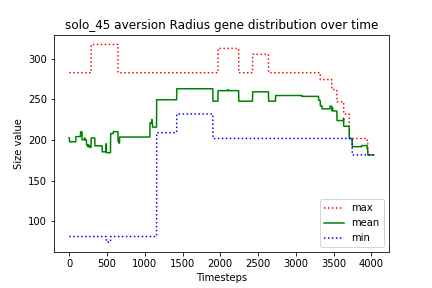 solo_45 aversion Radius gene distribution over time
Size value
300
250
200
150
100
max
mean
min
0 500 1000 1500 2000 2500 3000 3500 4000
Timesteps